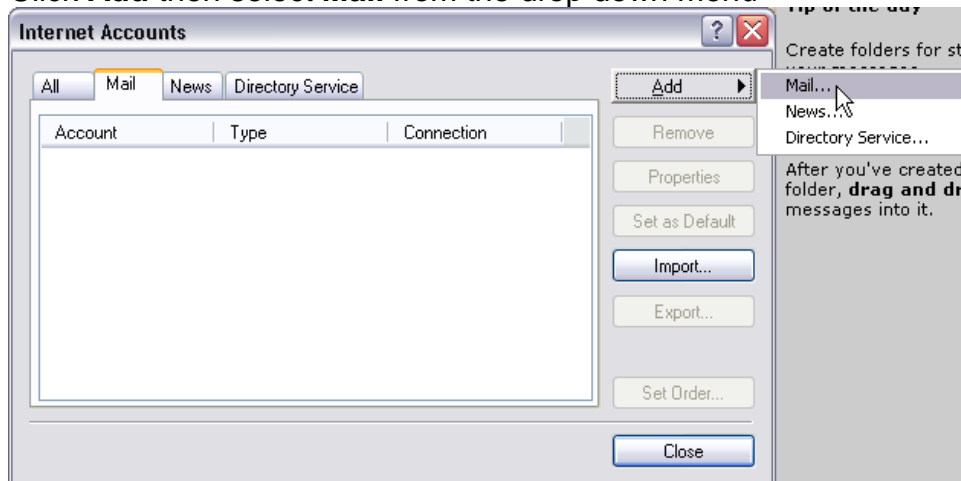 Click Add then select Mail from the drop down menu
Internet Accounts
All
Mail
News
Directory Service
Account
Type
Connection
Add
Remove
Properties
Set as Default
Import...
Export...
Set Order...
Close
Mail...
News...
Directory Service...
Tip of the day
Create folders for st
your messages
After you've created
folder, drag and dr
messages into it.